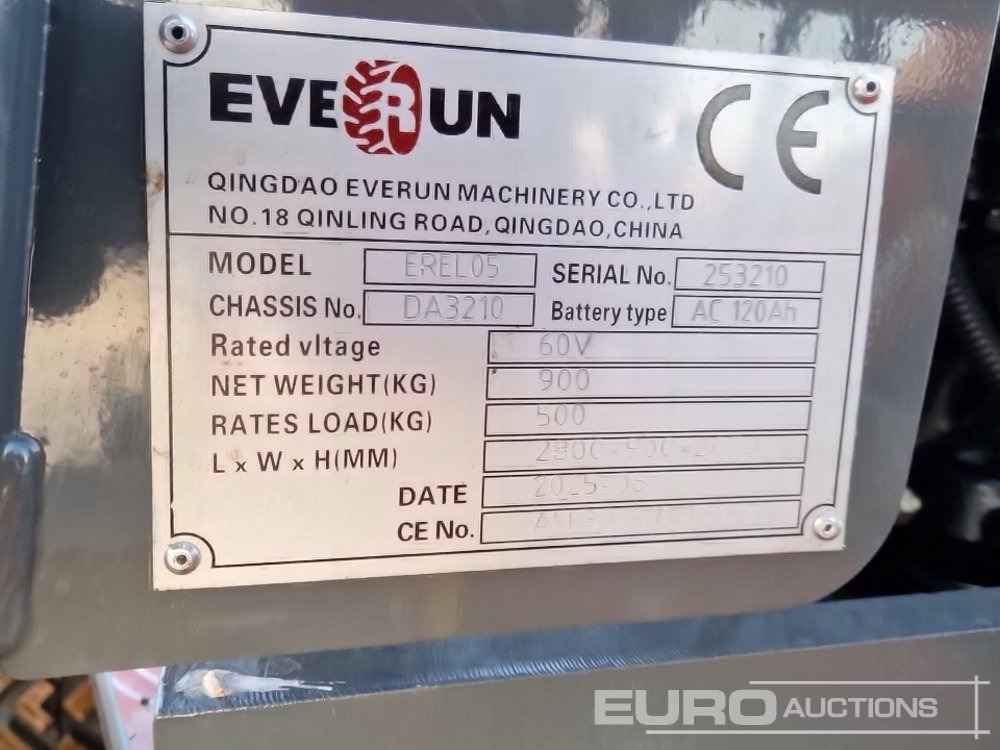 EVERUN CE
QINGDAO EVERUN MACHINERY CO.,LTD
NO.18 QINLING ROAD,QINGDAO,CHINA
MODEL EREL05 SERIAL No. 253210
CHASSIS No. DA3210 Battery type AC 120Ah
Rated vltage 60V
NET WEIGHT(KG) 900
RATES LOAD(KG) 500
L x W x H(MM)
DATE
CE No.
EURO AUCTIONS